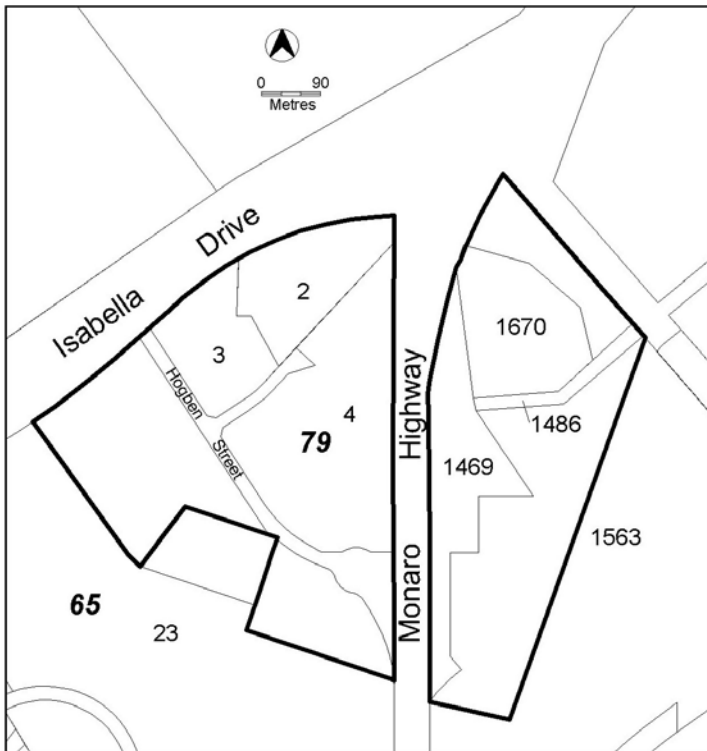 0 90
Metres
Isabella Drive
2
3
Hogben Street
4
79
Monaro Highway
1670
1486
1469
1563
65
23